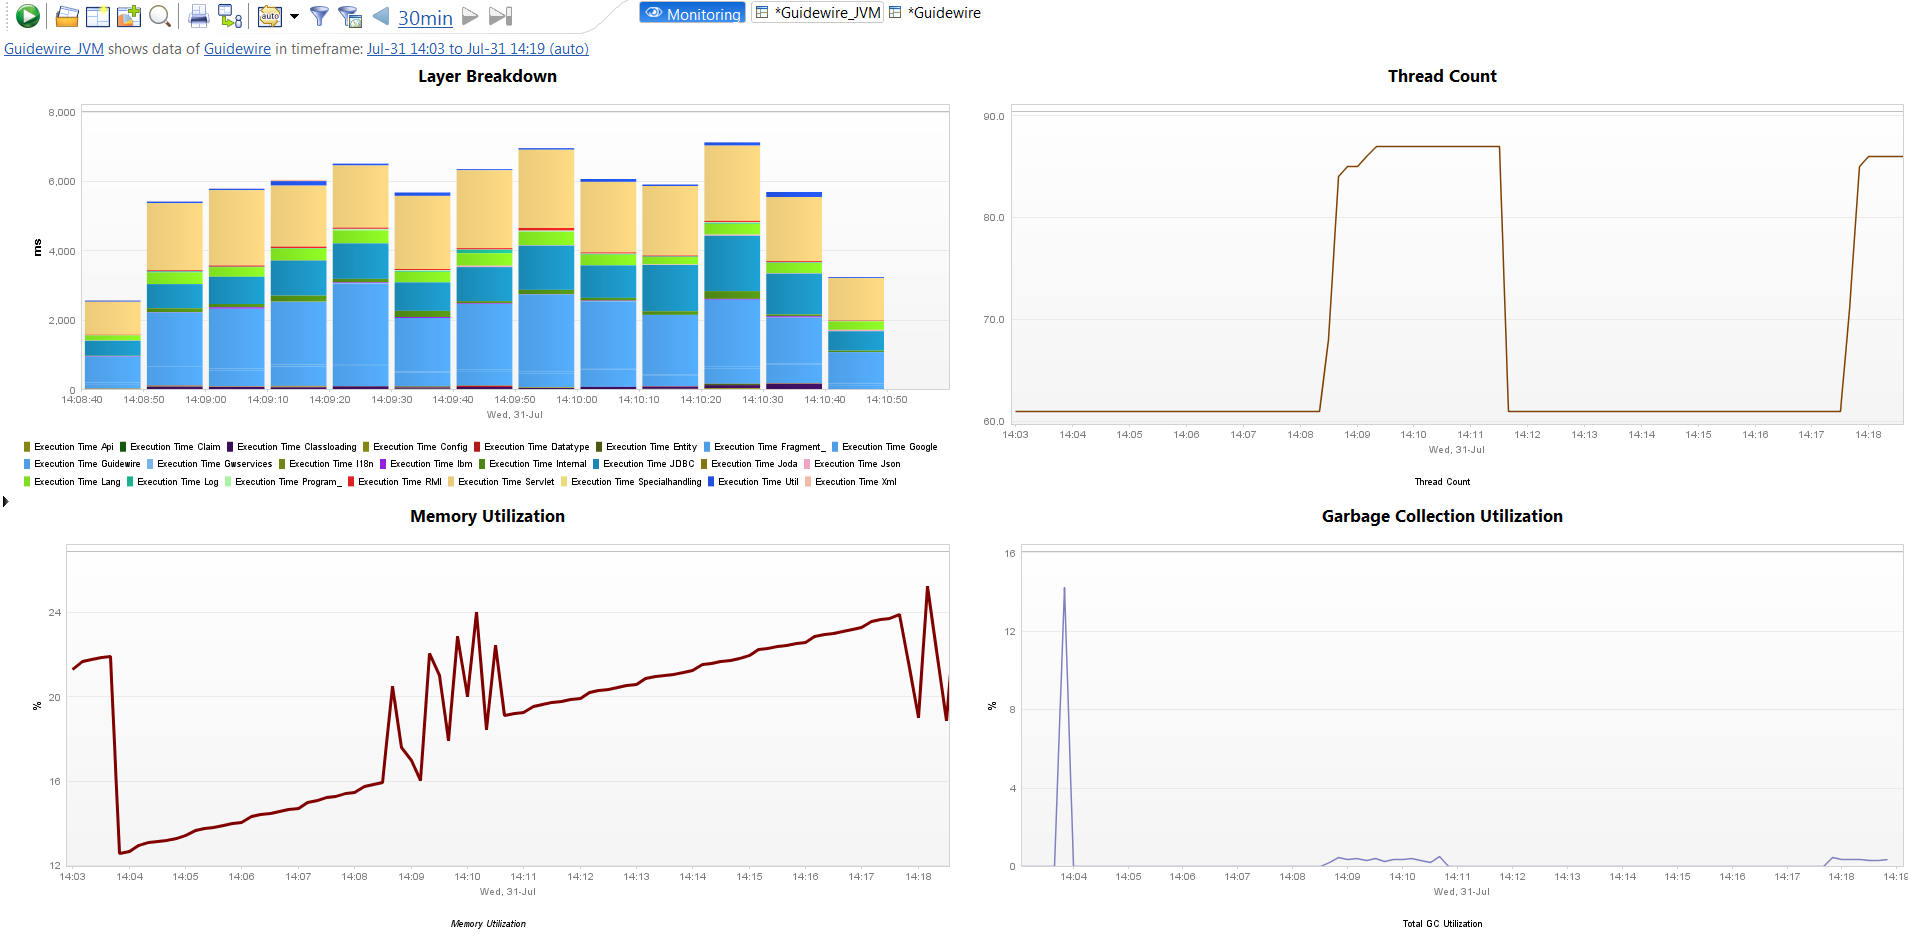 auto 30min Monitoring *Guidewire_JVM *Guidewire
Guidewire JVM shows data of Guidewire in timeframe: Jul-31 14:03 to Jul-31 14:19 (auto)
Layer Breakdown
8,000
6,000
4,000
2,000
0
ms
14:08:40 14:08:50 14:09:00 14:09:10 14:09:20 14:09:30 14:09:40 14:09:50 14:10:00 14:10:10 14:10:20 14:10:30 14:10:40 14:10:50
Wed, 31-Jul
Execution Time Api Execution Time Claim Execution Time Classloading Execution Time Config Execution Time Datatype Execution Time Entity Execution Time Fragment_ Execution Time Google
Execution Time Guidewire Execution Time Gwservices Execution Time I18n Execution Time Ibm Execution Time Internal Execution Time JDBC Execution Time Joda Execution Time Json
Execution Time Lang Execution Time Log Execution Time Program_ Execution Time RMI Execution Time Servlet Execution Time Specialhandling Execution Time Util Execution Time Xml
Thread Count
90.0
80.0
70.0
60.0
14:03 14:04 14:05 14:06 14:07 14:08 14:09 14:10 14:11 14:12 14:13 14:14 14:15 14:16 14:17 14:18
Wed, 31-Jul
Thread Count
Memory Utilization
24
20
16
12
%
14:03 14:04 14:05 14:06 14:07 14:08 14:09 14:10 14:11 14:12 14:13 14:14 14:15 14:16 14:17 14:18
Wed, 31-Jul
Memory Utilization
Garbage Collection Utilization
16
12
8
4
0
%
14:04 14:05 14:06 14:07 14:08 14:09 14:10 14:11 14:12 14:13 14:14 14:15 14:16 14:17 14:18 14:19
Wed, 31-Jul
Total GC Utilization